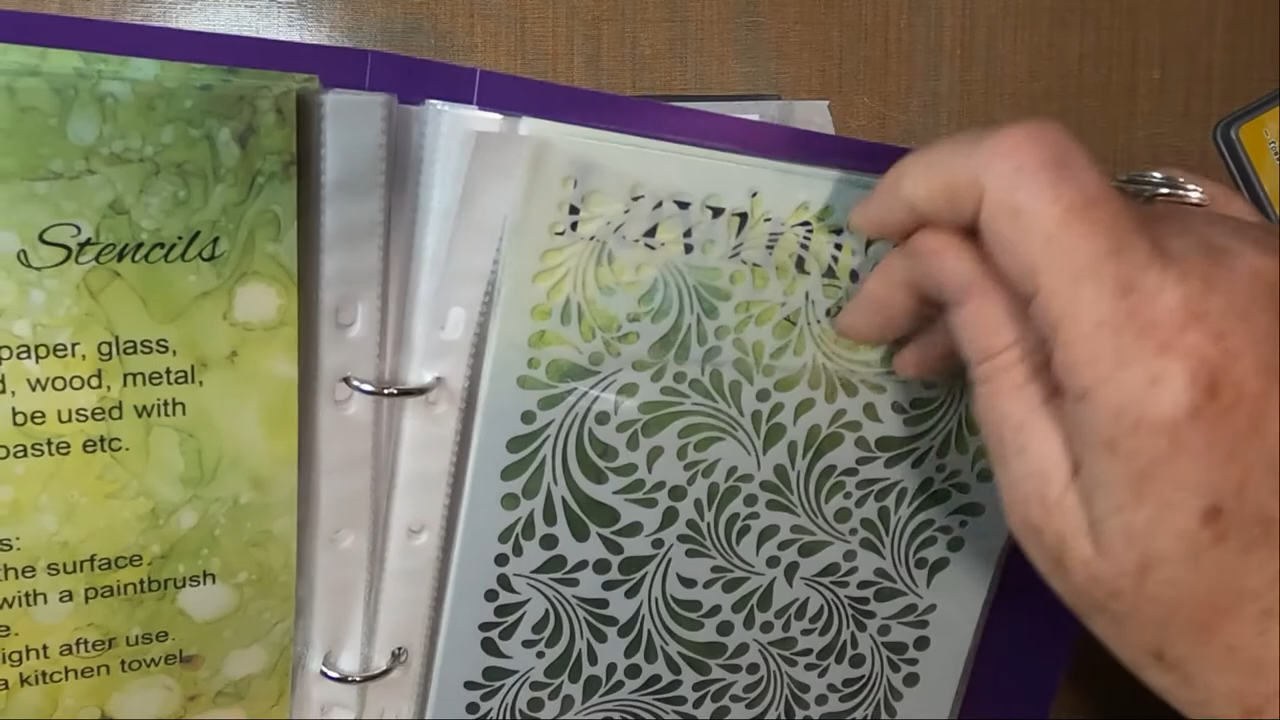 Stencils
paper, glass,
d, wood, metal,
be used with
paste etc.
s:
the surface.
with a paintbrush
e.
ight after use.
a kitchen towel